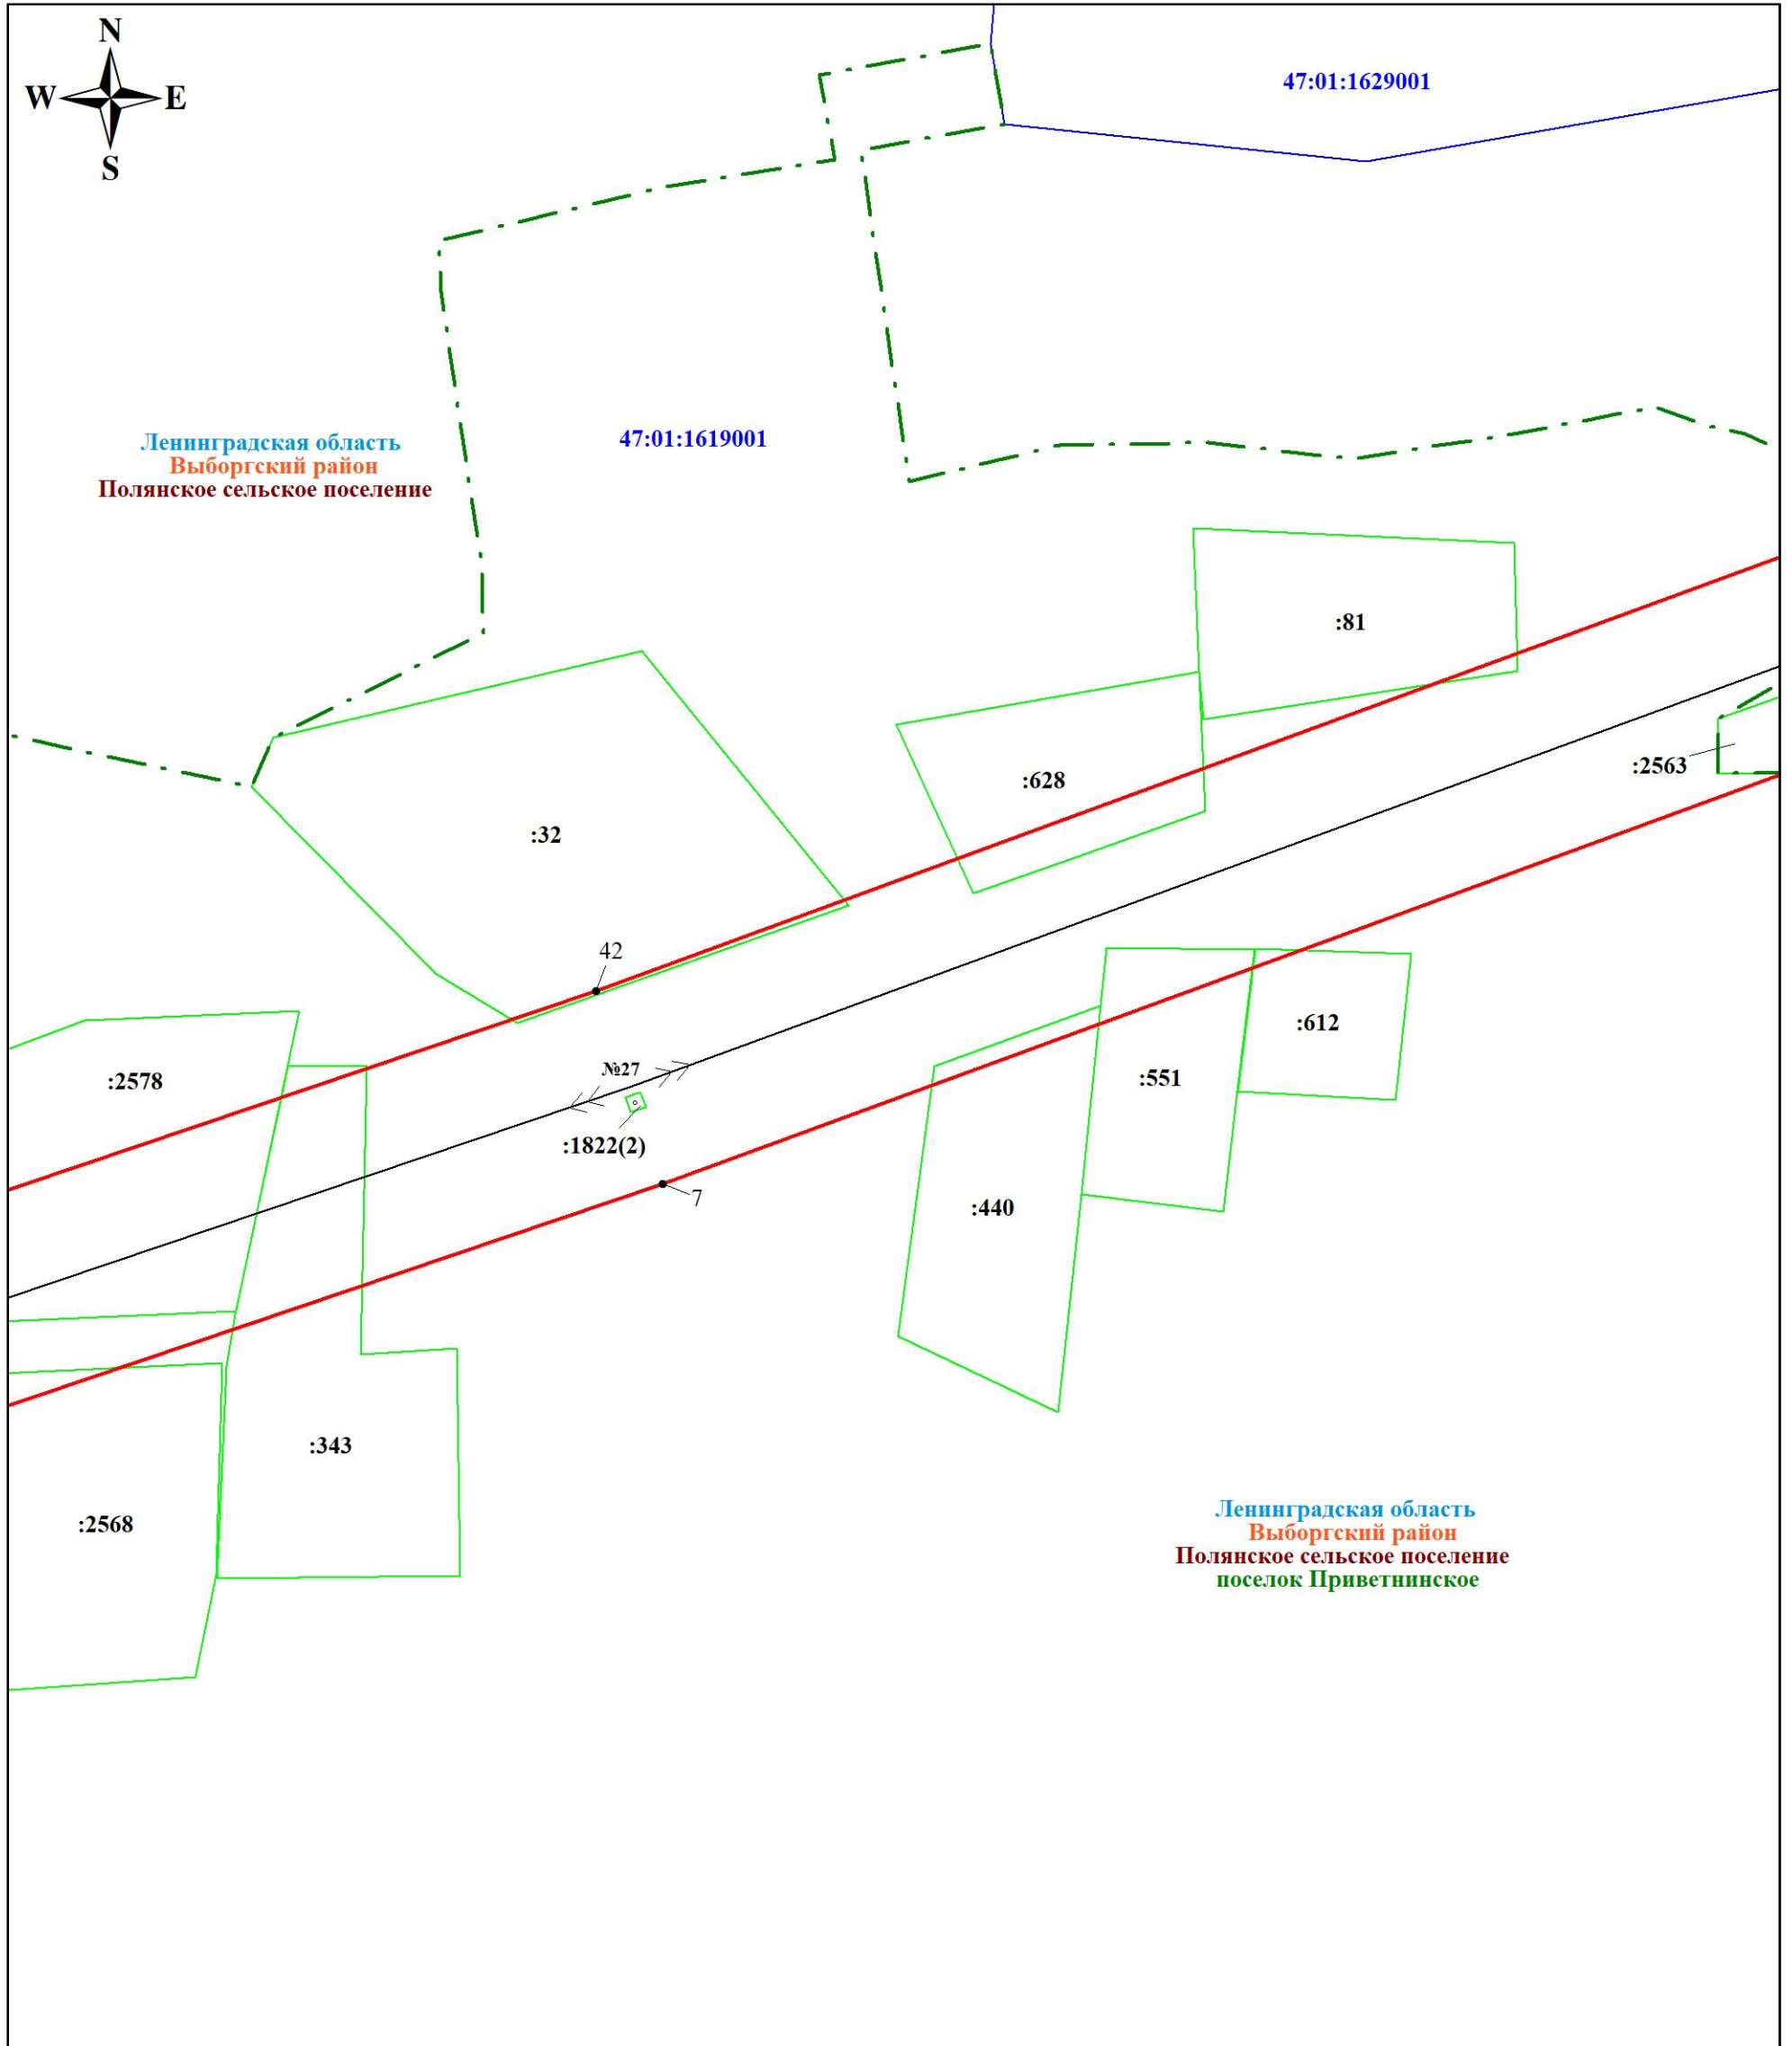 N
W E
S
47:01:1629001
47:01:1619001
Ленинградская область
Выборгский район
Полянское сельское поселение
:81
:2563
:628
:32
42
:612
№27
:2578
:551
:1822(2)
7
:440
:343
:2568
Ленинградская область
Выборгский район
Полянское сельское поселение
поселок Приветнинское